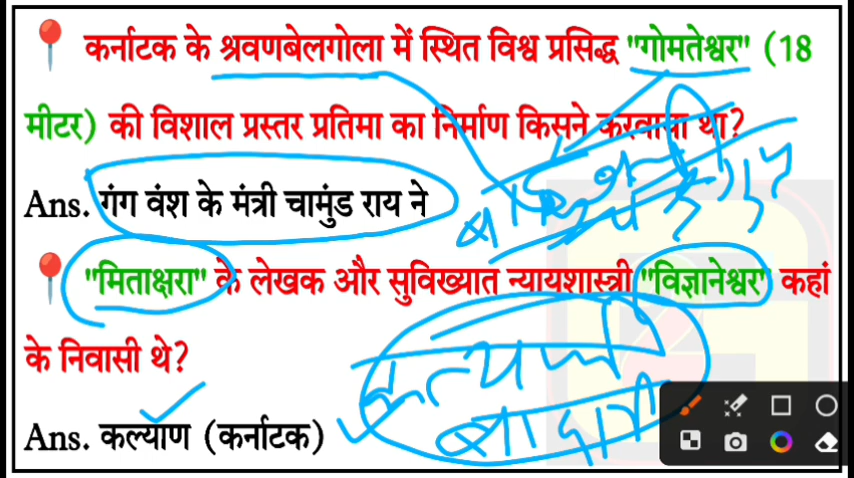 कर्नाटक के श्रवणबेलगोला में स्थित विश्व प्रसिद्ध "गोमतेश्वर" (18
मीटर) की विशाल प्रस्तर प्रतिमा का निर्माण किसने करवाया था?
Ans. गंग वंश के मंत्री चामुंड राय ने
"मिताक्षरा" के लेखक और सुविख्यात न्यायशास्त्री "विज्ञानेश्वर" कहां
के निवासी थे?
Ans. कल्याण (कर्नाटक)